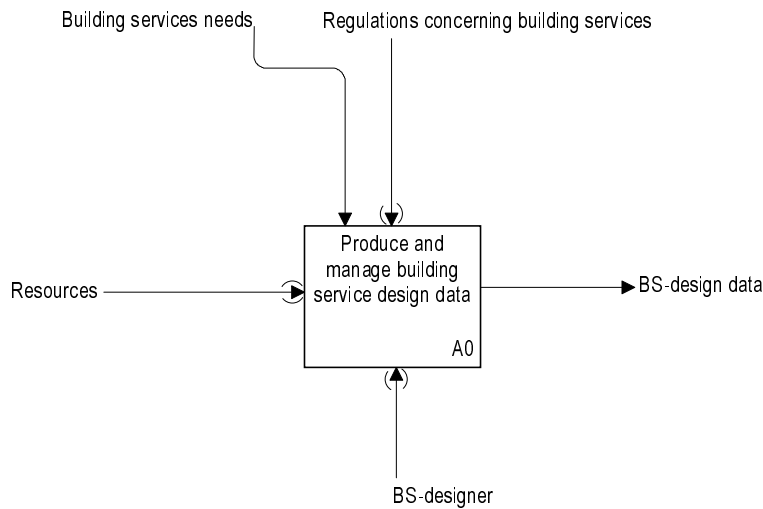 Building services needs
Regulations concerning building services
Produce and
manage building
service design data
A0
Resources
BS-design data
BS-designer